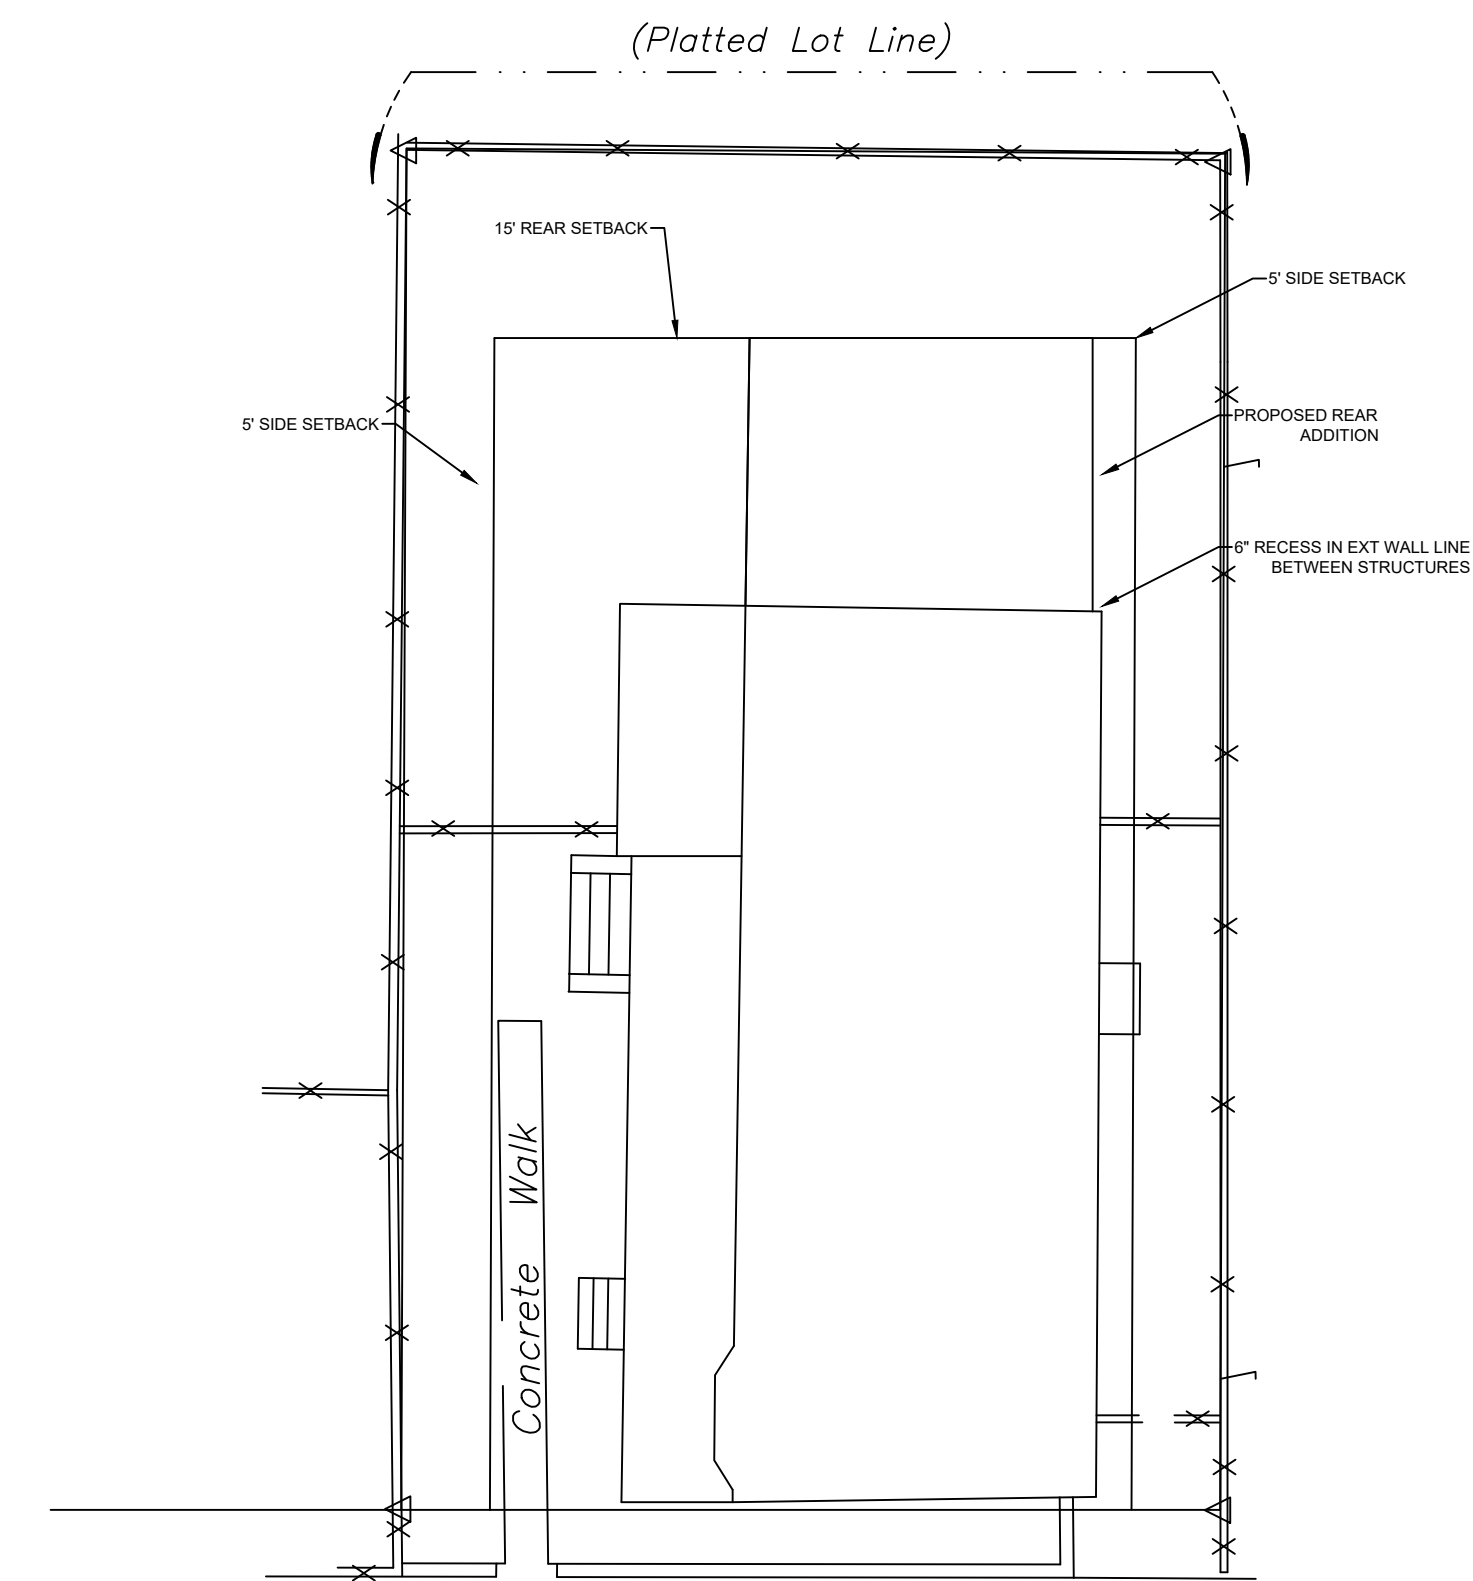 (Platted Lot Line)
15' REAR SETBACK
5' SIDE SETBACK
5' SIDE SETBACK
PROPOSED REAR
ADDITION
6" RECESS IN EXT WALL LINE
BETWEEN STRUCTURES
Concrete Walk